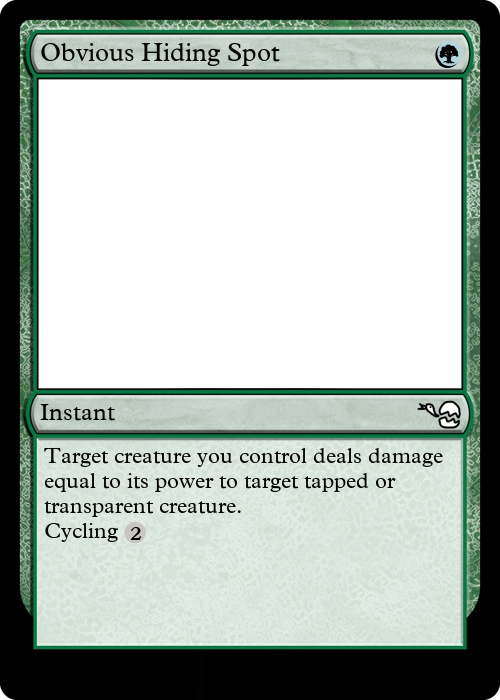 Obvious Hiding Spot
Instant
Target creature you control deals damage
equal to its power to target tapped or
transparent creature.
Cycling 2